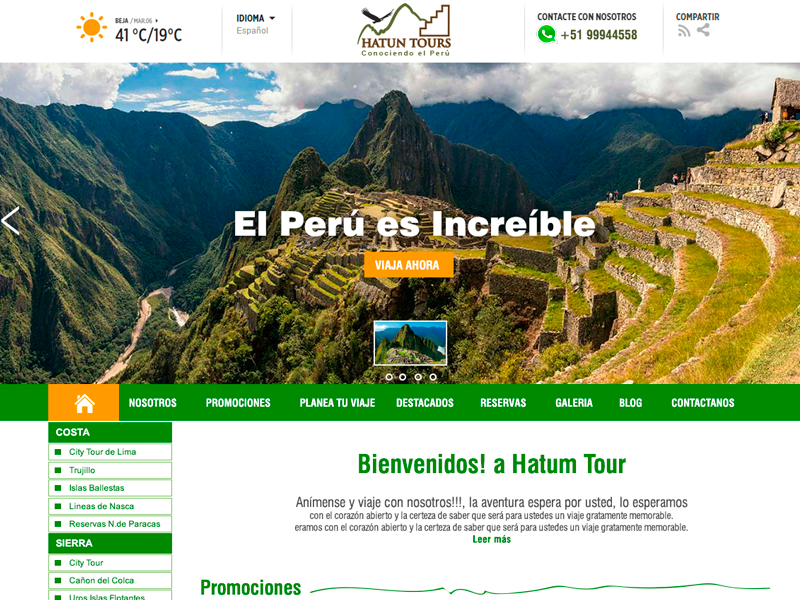 BEJA / MAR.06
41 °C/19°C
IDIOMA
Español
HATUN TOURS
Conociendo el Perú
CONTACTE CON NOSOTROS
+51 99944558
COMPARTIR
El Perú es Increíble
VIAJA AHORA
NOSOTROS
PROMOCIONES
PLANEA TU VIAJE
DESTACADOS
RESERVAS
GALERIA
BLOG
CONTACTANOS
COSTA
City Tour de Lima
Trujillo
Islas Ballestas
Lineas de Nasca
Reservas N.de Paracas
SIERRA
City Tour
Cañon del Colca
Uros Islas Flotantes
Bienvenidos! a Hatum Tour
Anímense y viaje con nosotros!!!, la aventura espera por usted, lo esperamos
con el corazón abierto y la certeza de saber que será para ustedes un viaje gratamente memorable.
eramos con el corazón abierto y la certeza de saber que será para ustedes un viaje gratamente memorable.
Leer más
Promociones